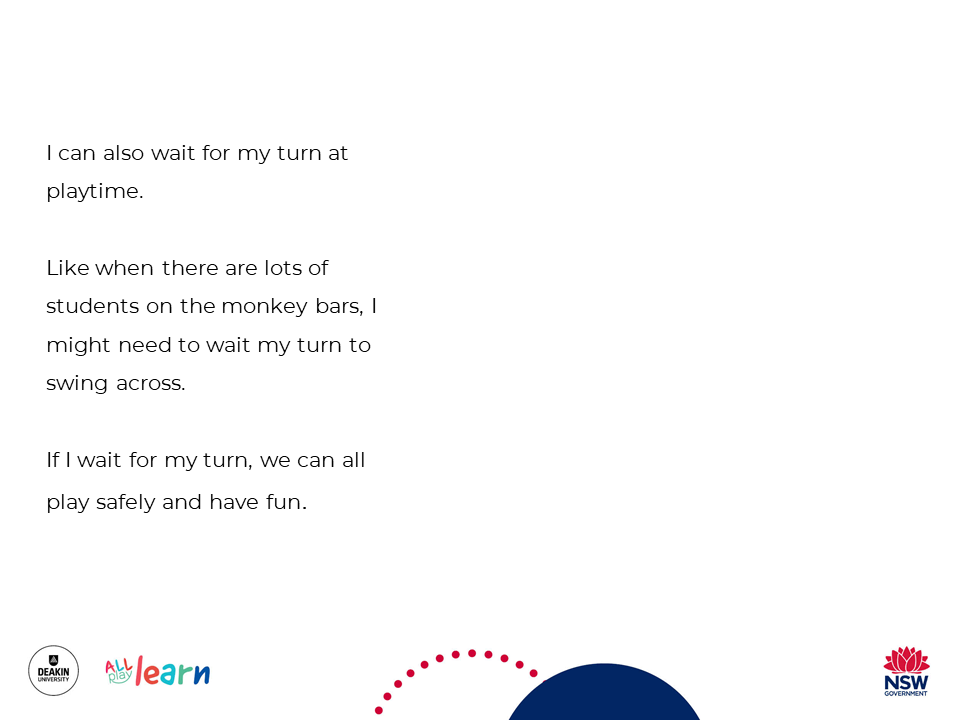 I can also wait for my turn at
playtime.
Like when there are lots of
students on the monkey bars, I
might need to wait my turn to
swing across.
If I wait for my turn, we can all
play safely and have fun.
DEAKIN
UNIVERSITY
ALL
play
learn
NSW
GOVERNMENT